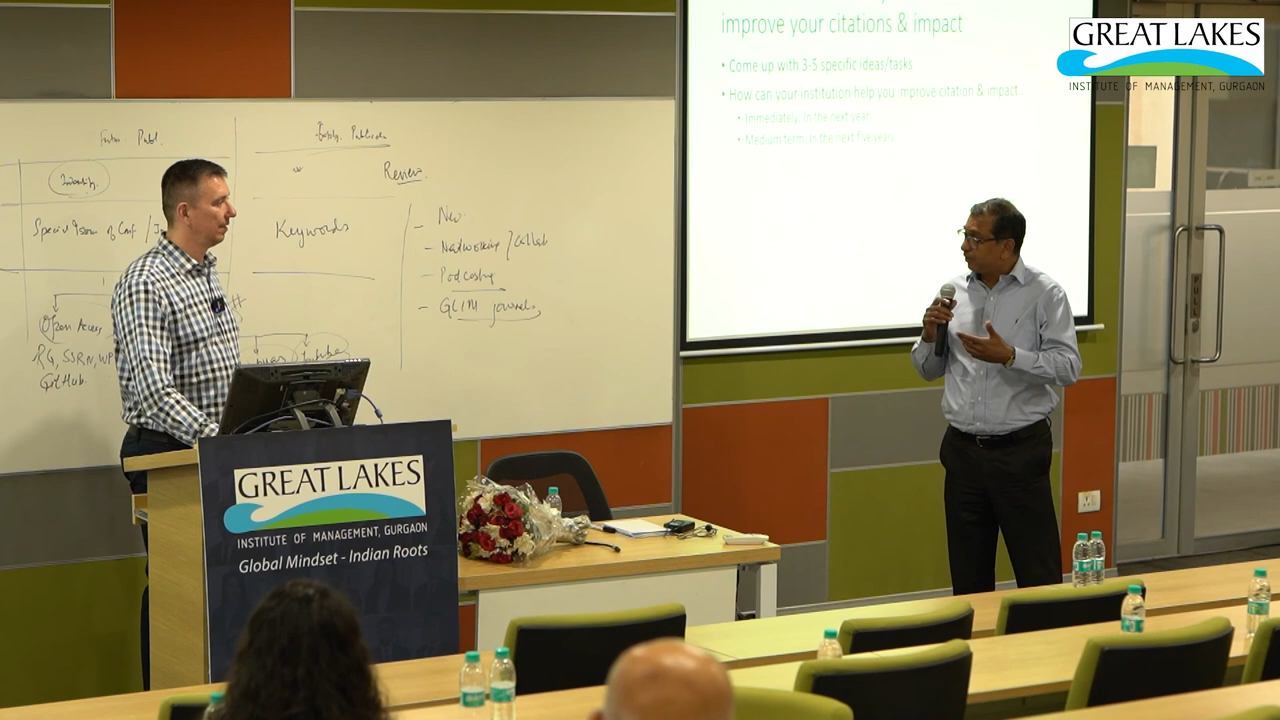 improve your citations & impact
• Come up with 3-5 specific ideas/tasks
• How can your institution help you improve citation & impact
• Immediately: In the next year
• Medium term: In the next five years
GREAT LAKES
INSTITUTE OF MANAGEMENT, GURGAON
Review
Keywords
- Networking / Collab
- Podcasting
- GLIM journals
Open Access
RG, SSRN, WP
GitHub
PULL
GREAT LAKES
INSTITUTE OF MANAGEMENT, GURGAON
Global Mindset - Indian Roots